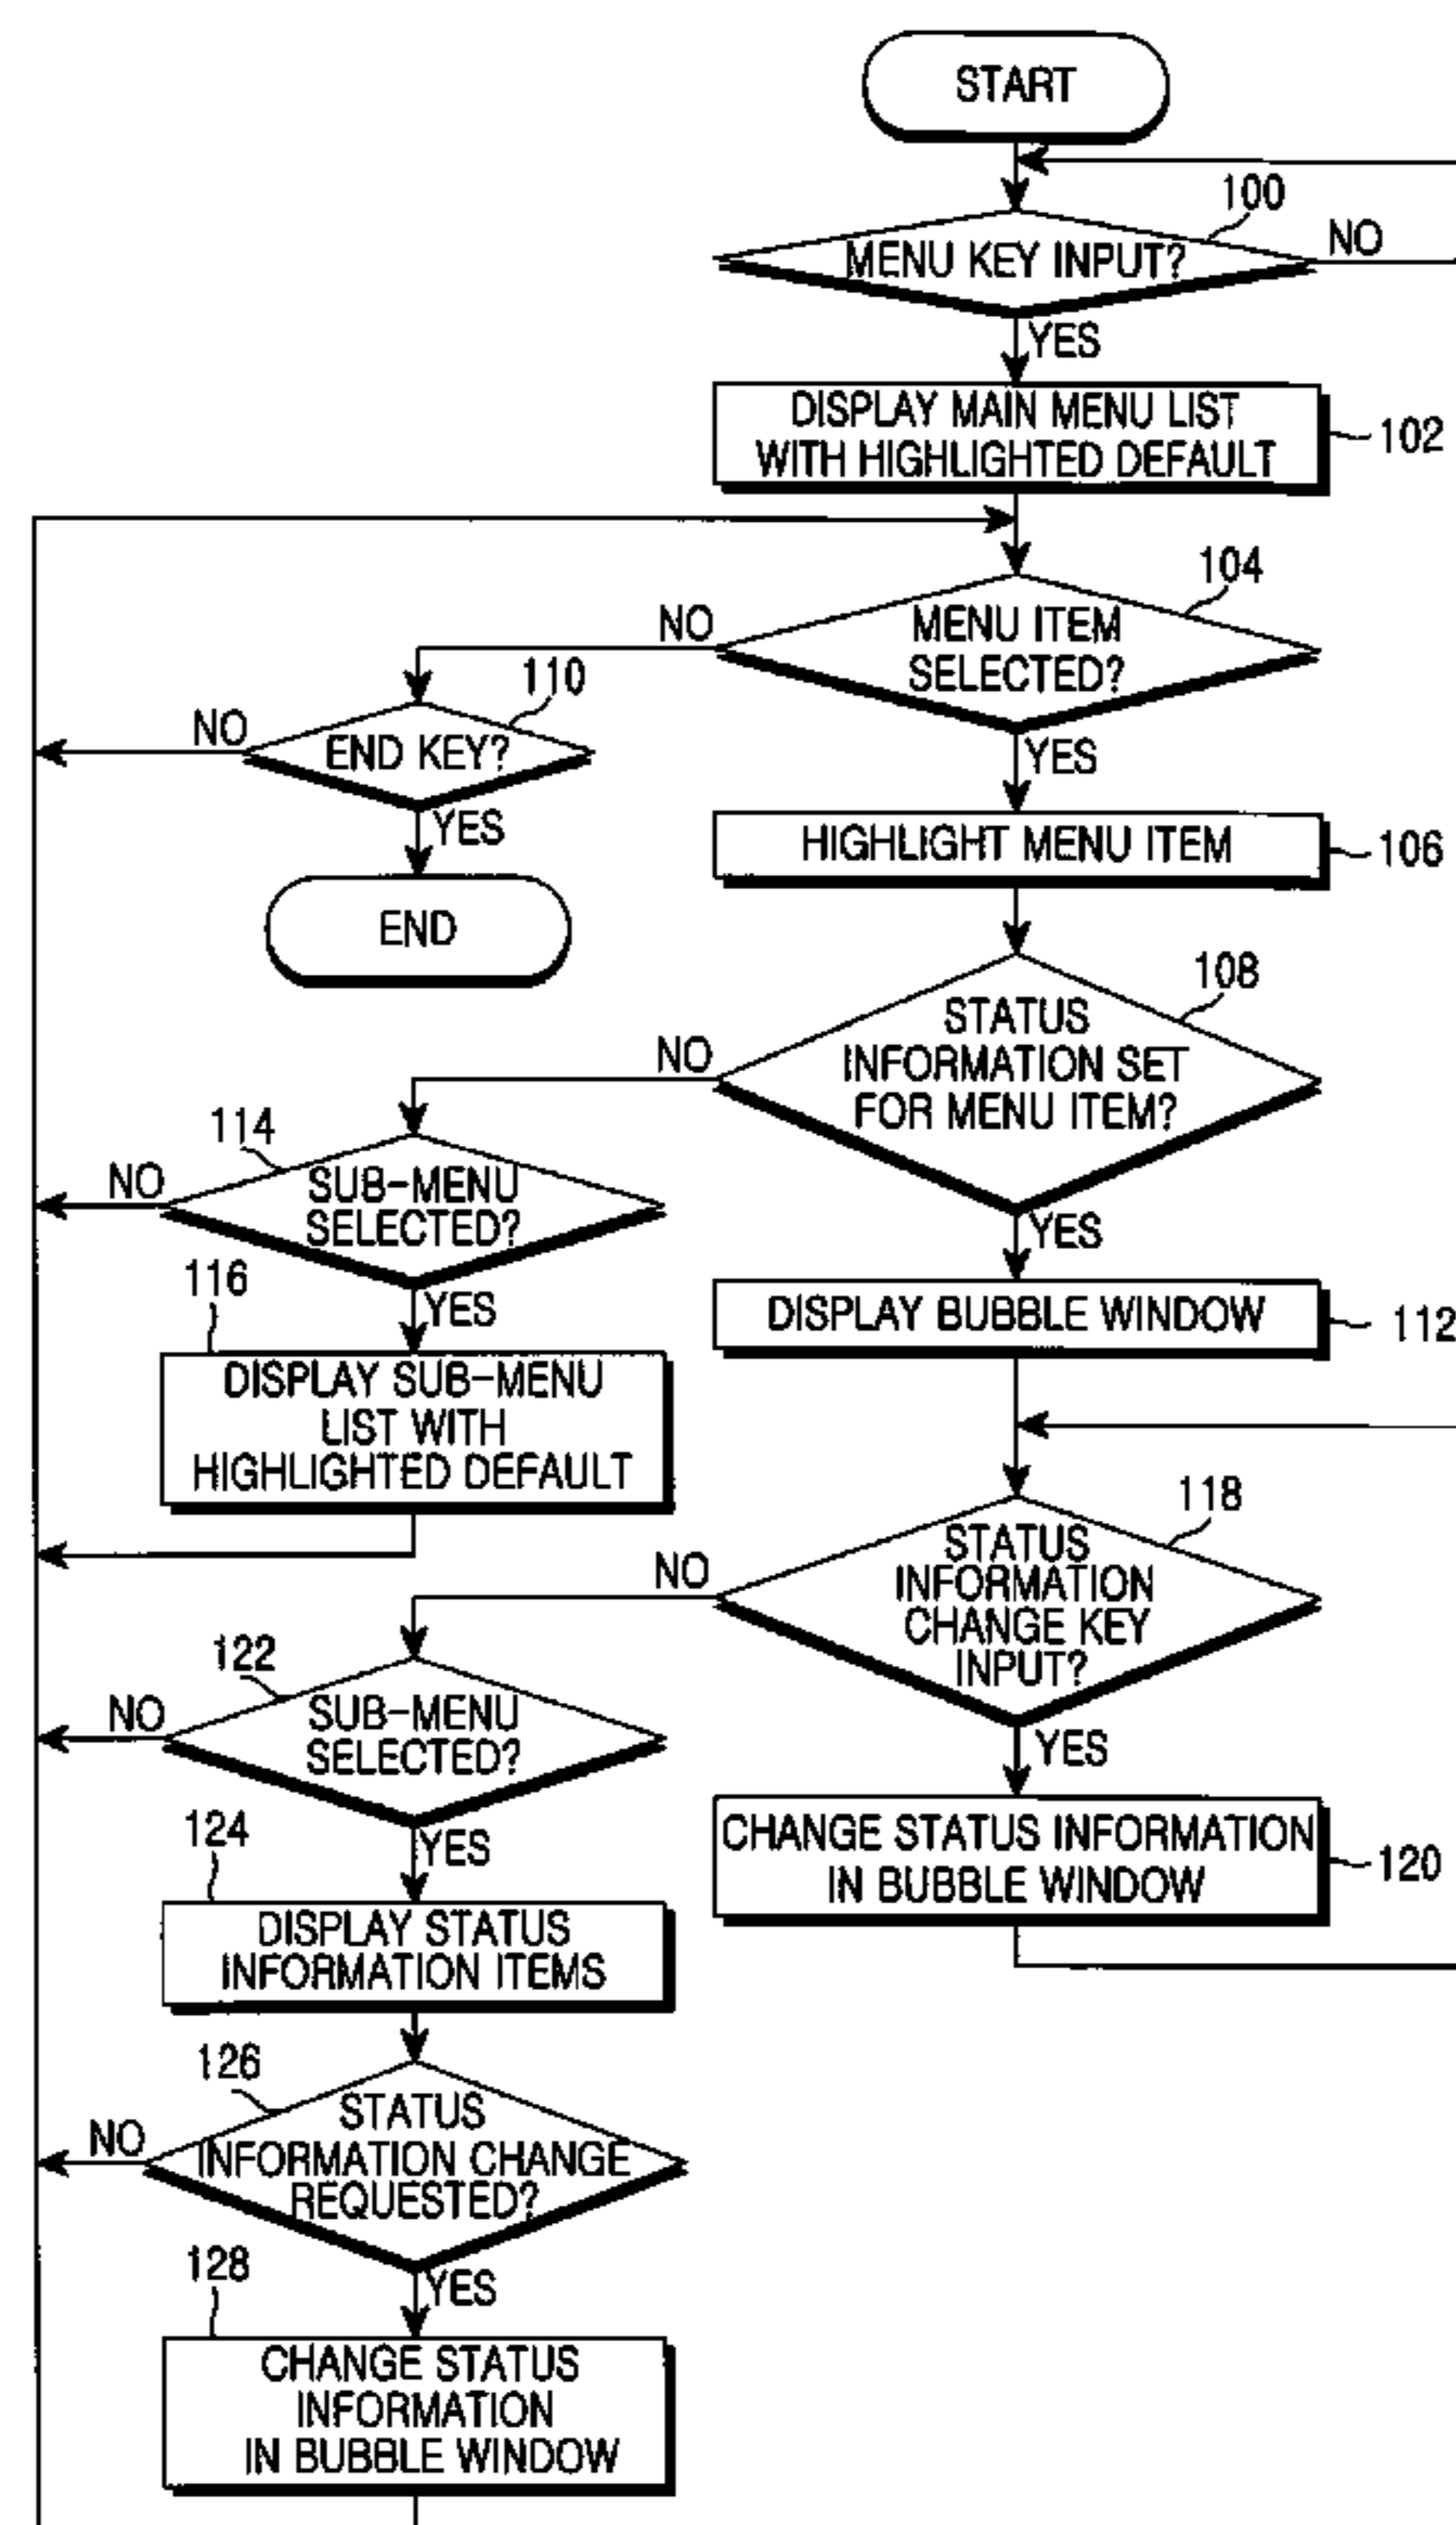 START
100
MENU KEY INPUT?
NO
YES
DISPLAY MAIN MENU LIST
WITH HIGHLIGHTED DEFAULT
102
104
MENU ITEM
SELECTED?
NO
YES
110
END KEY?
NO
YES
END
HIGHLIGHT MENU ITEM
106
108
STATUS
INFORMATION SET
FOR MENU ITEM?
NO
YES
114
SUB-MENU
SELECTED?
NO
YES
116
DISPLAY SUB-MENU
LIST WITH
HIGHLIGHTED DEFAULT
DISPLAY BUBBLE WINDOW
112
118
STATUS
INFORMATION
CHANGE KEY
INPUT?
NO
YES
CHANGE STATUS INFORMATION
IN BUBBLE WINDOW
120
122
SUB-MENU
SELECTED?
NO
YES
124
DISPLAY STATUS
INFORMATION ITEMS
126
STATUS
INFORMATION CHANGE
REQUESTED?
NO
YES
128
CHANGE STATUS
INFORMATION
IN BUBBLE WINDOW